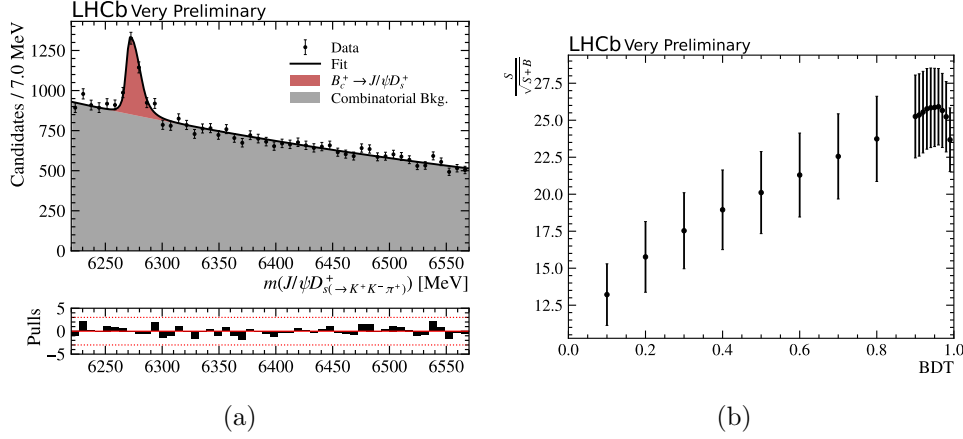 LHCb Very Preliminary
Candidates / 7.0 MeV
1250
1000
750
500
250
0
Data
Fit
B_c^+ → J/ψD_s^+
Combinatorial Bkg.
6250 6300 6350 6400 6450 6500 6550
m(J/ψD_{s(→K^+K^-π^+)}^+) [MeV]
Pulls
5
0
−5
6250 6300 6350 6400 6450 6500 6550
(a)
LHCb Very Preliminary
S/√S+B
27.5
25.0
22.5
20.0
17.5
15.0
12.5
0.0 0.2 0.4 0.6 0.8 1.0
BDT
(b)